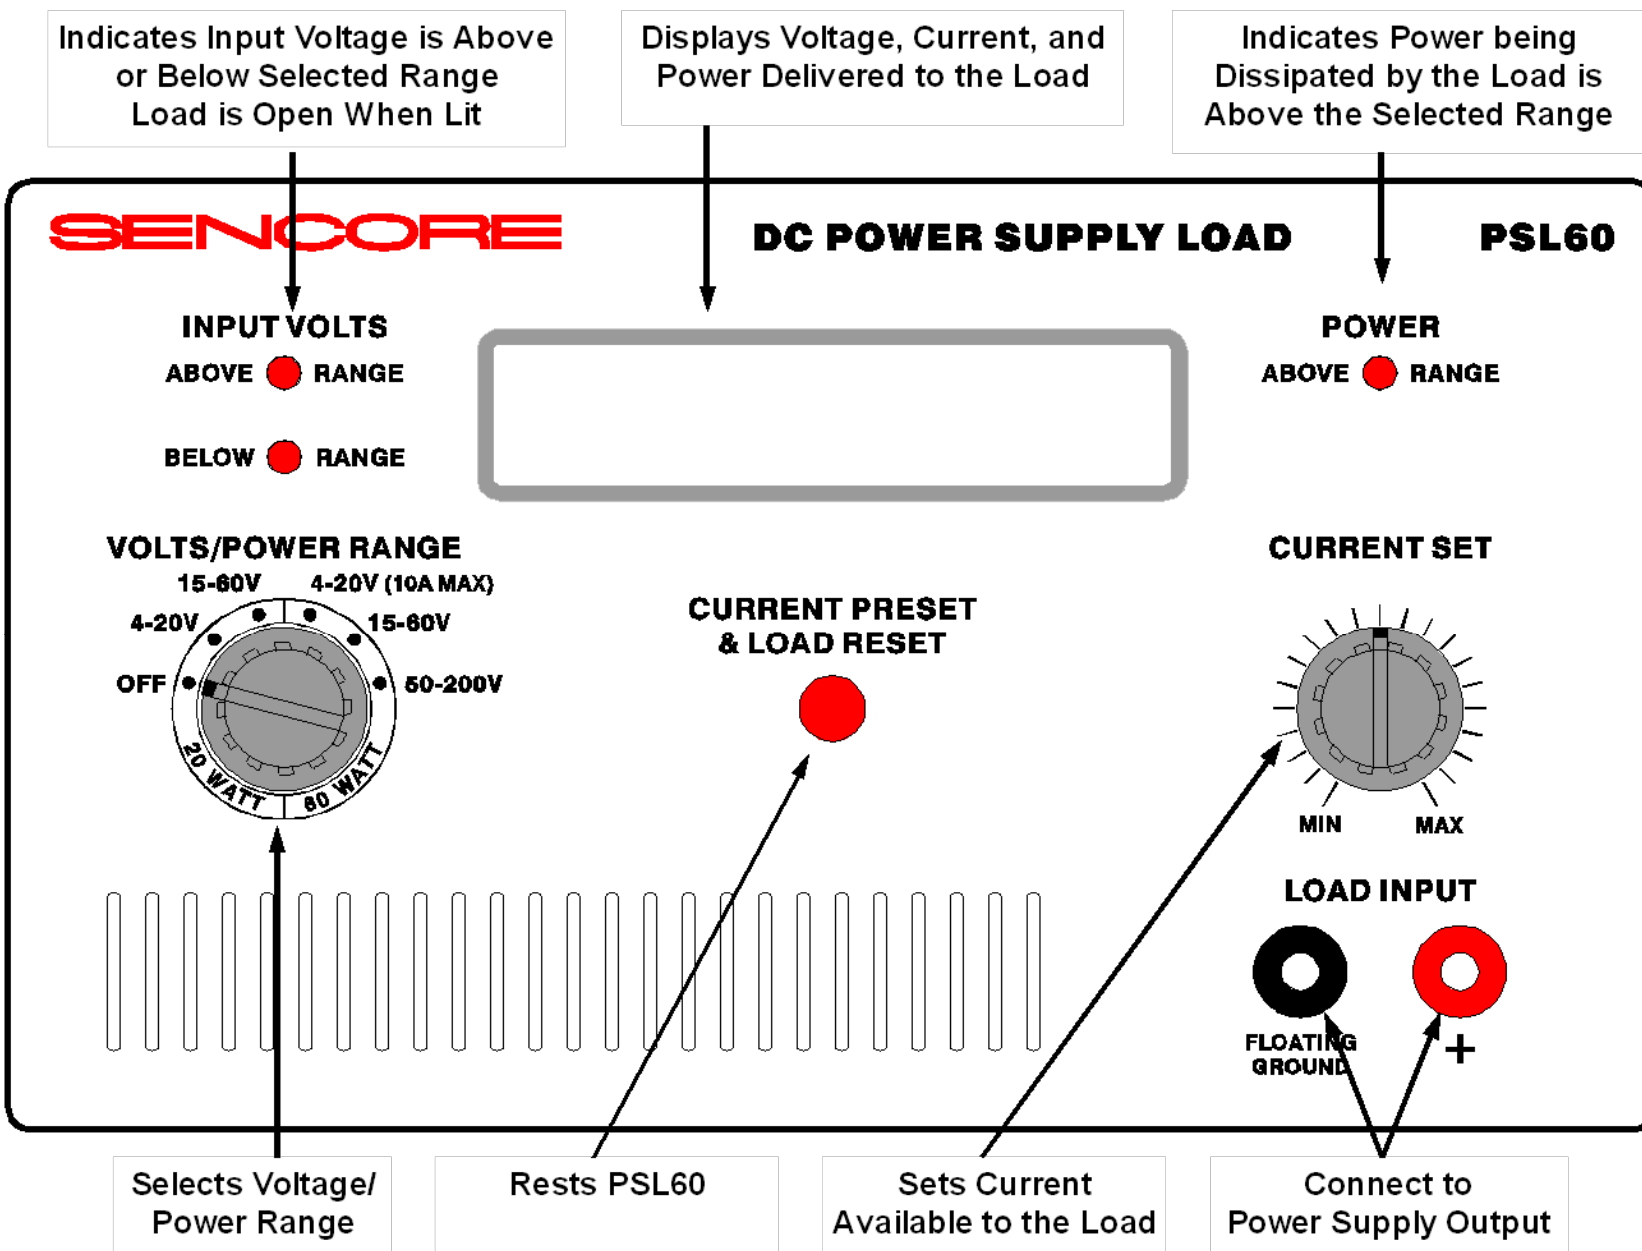 Indicates Input Voltage is Above
or Below Selected Range
Load is Open When Lit
Displays Voltage, Current, and
Power Delivered to the Load
Indicates Power being
Dissipated by the Load is
Above the Selected Range
SENCORE
DC POWER SUPPLY LOAD
PSL60
INPUT VOLTS
ABOVE RANGE
BELOW RANGE
POWER
ABOVE RANGE
VOLTS/POWER RANGE
15-60V
4-20V (10A MAX)
4-20V
15-60V
OFF
50-200V
20 WATT
60 WATT
CURRENT PRESET
& LOAD RESET
CURRENT SET
MIN
MAX
LOAD INPUT
FLOATING
GROUND
+
Selects Voltage/
Power Range
Rests PSL60
Sets Current
Available to the Load
Connect to
Power Supply Output